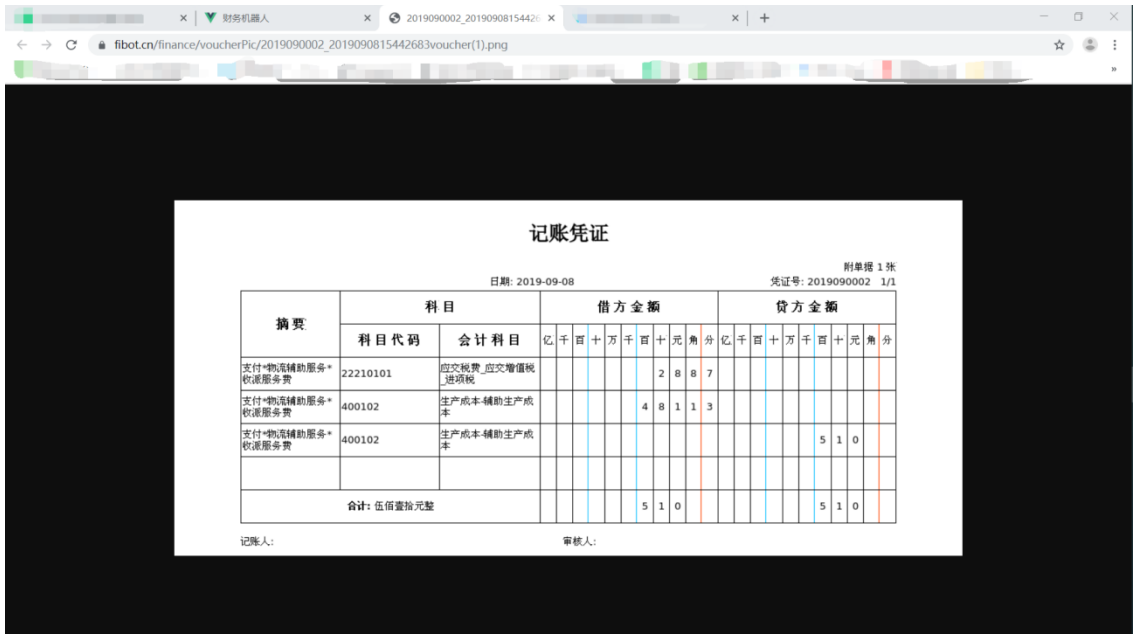 财务机器人
2019090002_20190908154426
fibot.cn/finance/voucherPic/2019090002_2019090815442683voucher(1).png
记账凭证
附单据 1 张
日期: 2019-09-08 凭证号: 2019090002 1/1
摘要 科目 借方金额 贷方金额
科目代码 会计科目 亿 千 百 十 万 千 百 十 元 角 分 亿 千 百 十 万 千 百 十 元 角 分
支付*物流辅助服务*收派服务费 22210101 应交税费_应交增值税_进项税 2 8 8 7
支付*物流辅助服务*收派服务费 400102 生产成本-辅助生产成本 4 8 1 1 3
支付*物流辅助服务*收派服务费 400102 生产成本-辅助生产成本 5 1 0
合计: 伍佰壹拾元整 5 1 0 5 1 0
记账人: 审核人: